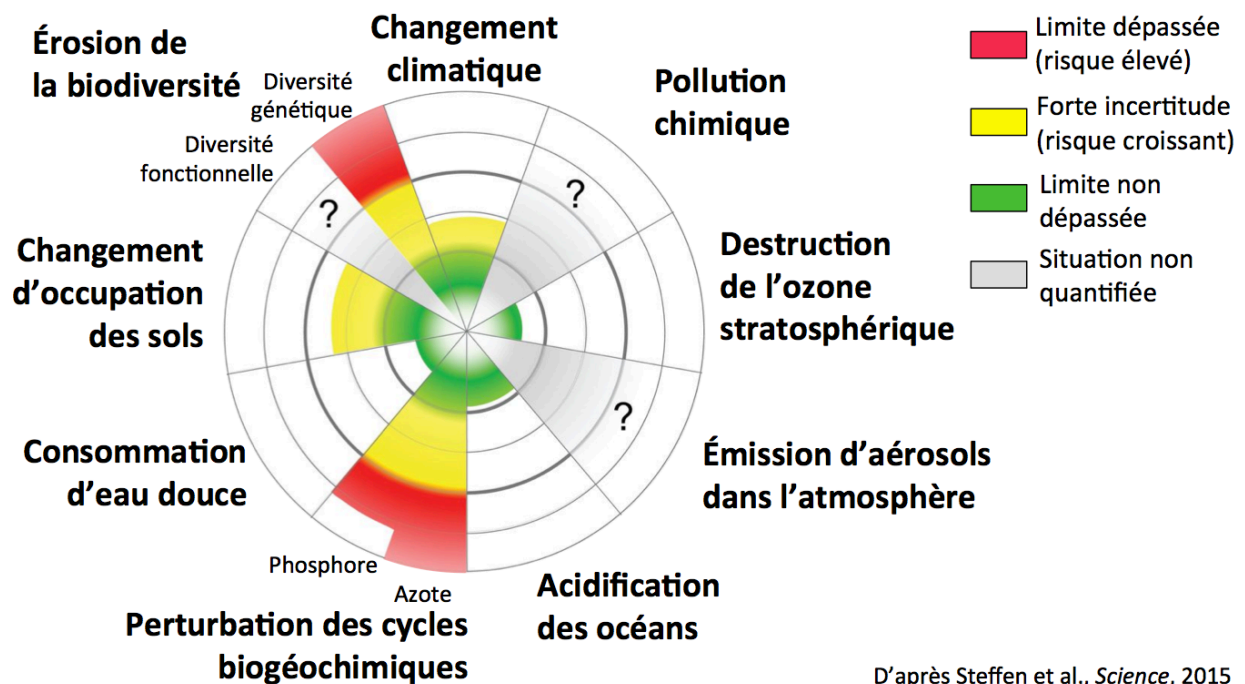 Érosion de
la biodiversité
Diversité
génétique
Diversité
fonctionnelle
Changement
climatique
Pollution
chimique
Limite dépassée
(risque élevé)
Forte incertitude
(risque croissant)
Limite non
dépassée
Situation non
quantifiée
?
?
Changement
d’occupation
des sols
Destruction
de l’ozone
stratosphérique
?
Consommation
d’eau douce
Émission d’aérosols
dans l’atmosphère
Phosphore
Azote
Perturbation des cycles
biogéochimiques
Acidification
des océans
D'après Steffen et al., Science, 2015